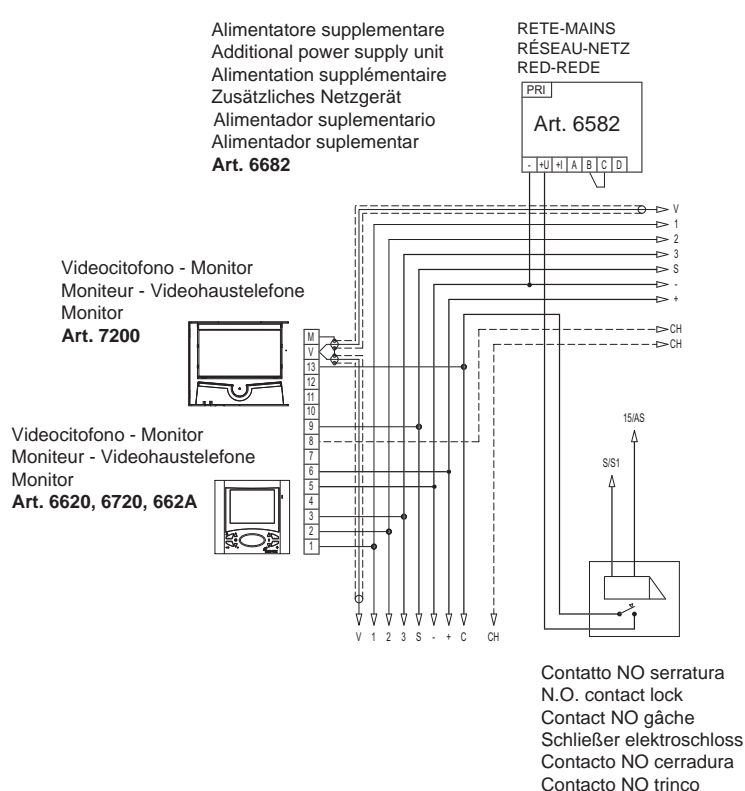 Alimentatore supplementare
Additional power supply unit
Alimentation supplémentaire
Zusätzliches Netzgerät
Alimentador suplementario
Alimentador suplementar
Art. 6682
RETE-MAINS
RÉSEAU-NETZ
RED-REDE
PRI
Art. 6582
- +U +I A B C D
V
1
2
3
S
-
+
CH
CH
Videocitofono - Monitor
Moniteur - Videohaustelefone
Monitor
Art. 7200
M
V
13
12
11
10
9
8
7
6
5
4
3
2
1
Videocitofono - Monitor
Moniteur - Videohaustelefone
Monitor
Art. 6620, 6720, 662A
15/AS
S/S1
V 1 2 3 S - + C CH
Contatto NO serratura
N.O. contact lock
Contact NO gâche
Schließer elektroschloss
Contacto NO cerradura
Contacto NO trinco